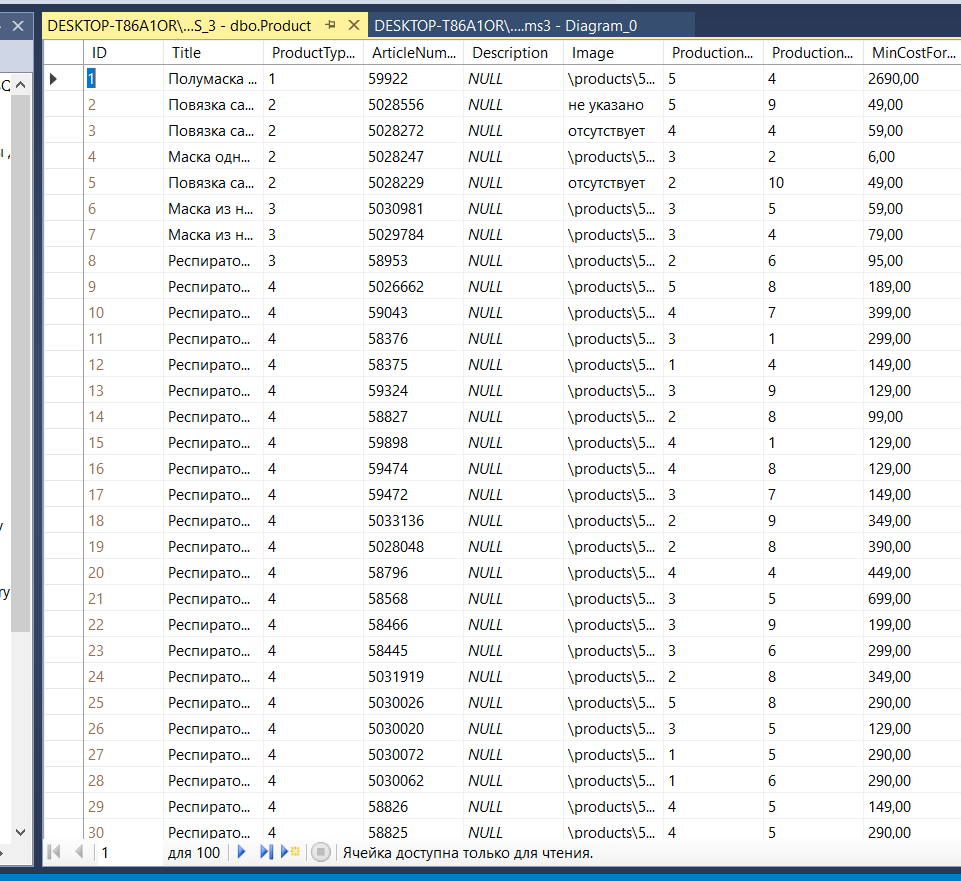 DESKTOP-T86A1OR\...S_3 - dbo.Product DESKTOP-T86A1OR\....ms3 - Diagram_0
ID Title ProductTyp... ArticleNum... Description Image Production... Production... MinCostFor...
1 Полумаска ... 1 59922 NULL \products\5... 5 4 2690,00
2 Повязка са... 2 5028556 NULL не указано 5 9 49,00
3 Повязка са... 2 5028272 NULL отсутствует 4 4 59,00
4 Маска одн... 2 5028247 NULL \products\5... 3 2 6,00
5 Повязка са... 2 5028229 NULL отсутствует 2 10 49,00
6 Маска из н... 3 5030981 NULL \products\5... 3 5 59,00
7 Маска из н... 3 5029784 NULL \products\5... 3 4 79,00
8 Респирато... 3 58953 NULL \products\5... 2 6 95,00
9 Респирато... 4 5026662 NULL \products\5... 5 8 189,00
10 Респирато... 4 59043 NULL \products\5... 4 7 399,00
11 Респирато... 4 58376 NULL \products\5... 3 1 299,00
12 Респирато... 4 58375 NULL \products\5... 1 4 149,00
13 Респирато... 4 59324 NULL \products\5... 3 9 129,00
14 Респирато... 4 58827 NULL \products\5... 2 8 99,00
15 Респирато... 4 59898 NULL \products\5... 4 1 129,00
16 Респирато... 4 59474 NULL \products\5... 4 8 129,00
17 Респирато... 4 59472 NULL \products\5... 3 7 149,00
18 Респирато... 4 5033136 NULL \products\5... 2 9 349,00
19 Респирато... 4 5028048 NULL \products\5... 2 8 390,00
20 Респирато... 4 58796 NULL \products\5... 4 4 449,00
21 Респирато... 4 58568 NULL \products\5... 3 5 699,00
22 Респирато... 4 58466 NULL \products\5... 3 9 199,00
23 Респирато... 4 58445 NULL \products\5... 3 6 299,00
24 Респирато... 4 5031919 NULL \products\5... 2 8 349,00
25 Респирато... 4 5030026 NULL \products\5... 5 8 290,00
26 Респирато... 4 5030020 NULL \products\5... 3 5 129,00
27 Респирато... 4 5030072 NULL \products\5... 1 5 290,00
28 Респирато... 4 5030062 NULL \products\5... 1 6 290,00
29 Респирато... 4 58826 NULL \products\5... 4 5 149,00
30 Респирато... 4 58825 NULL \products\5... 4 5 290,00
1 для 100 Ячейка доступна только для чтения.